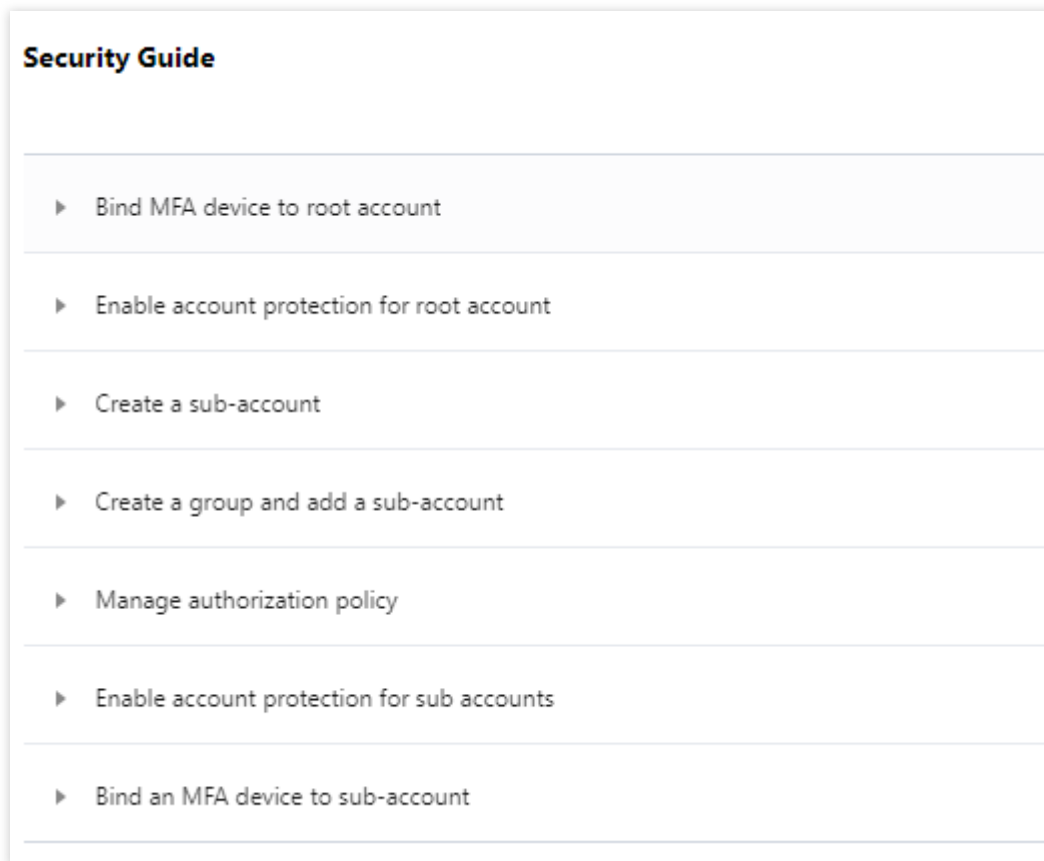 Security Guide
Bind MFA device to root account
Enable account protection for root account
Create a sub-account
Create a group and add a sub-account
Manage authorization policy
Enable account protection for sub accounts
Bind an MFA device to sub-account